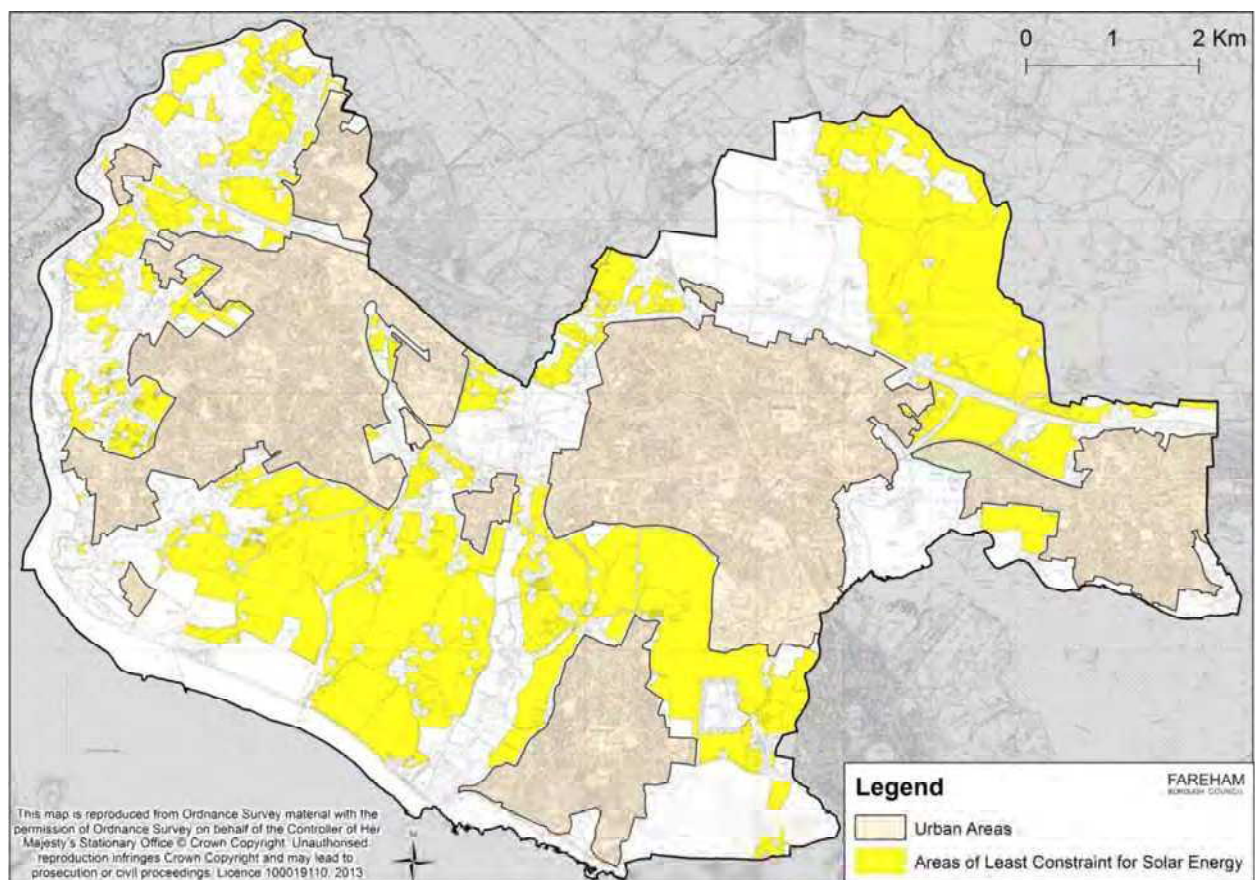 0 1 2 Km
Legend
FAREHAM
BOROUGH COUNCIL
Urban Areas
Areas of Least Constraint for Solar Energy
This map is reproduced from Ordnance Survey material with the
permission of Ordnance Survey on behalf of the Controller of Her
Majesty's Stationary Office © Crown Copyright. Unauthorised
reproduction infringes Crown Copyright and may lead to
prosecution or civil proceedings. Licence 100019110, 2013